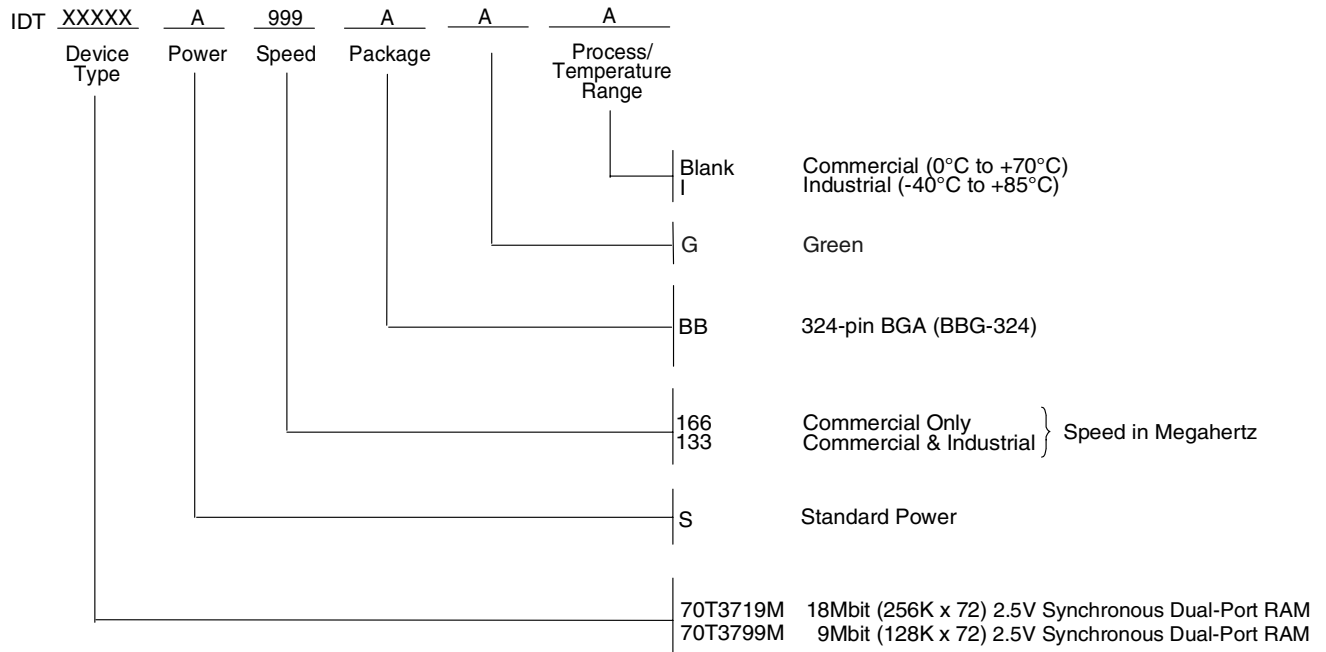 IDT XXXXX A 999 A A A
Device Type Power Speed Package Process/ Temperature Range
Blank Commercial (0°C to +70°C)
I Industrial (-40°C to +85°C)
G Green
BB 324-pin BGA (BBG-324)
166 Commercial Only
133 Commercial & Industrial Speed in Megahertz
S Standard Power
70T3719M 18Mbit (256K x 72) 2.5V Synchronous Dual-Port RAM
70T3799M 9Mbit (128K x 72) 2.5V Synchronous Dual-Port RAM